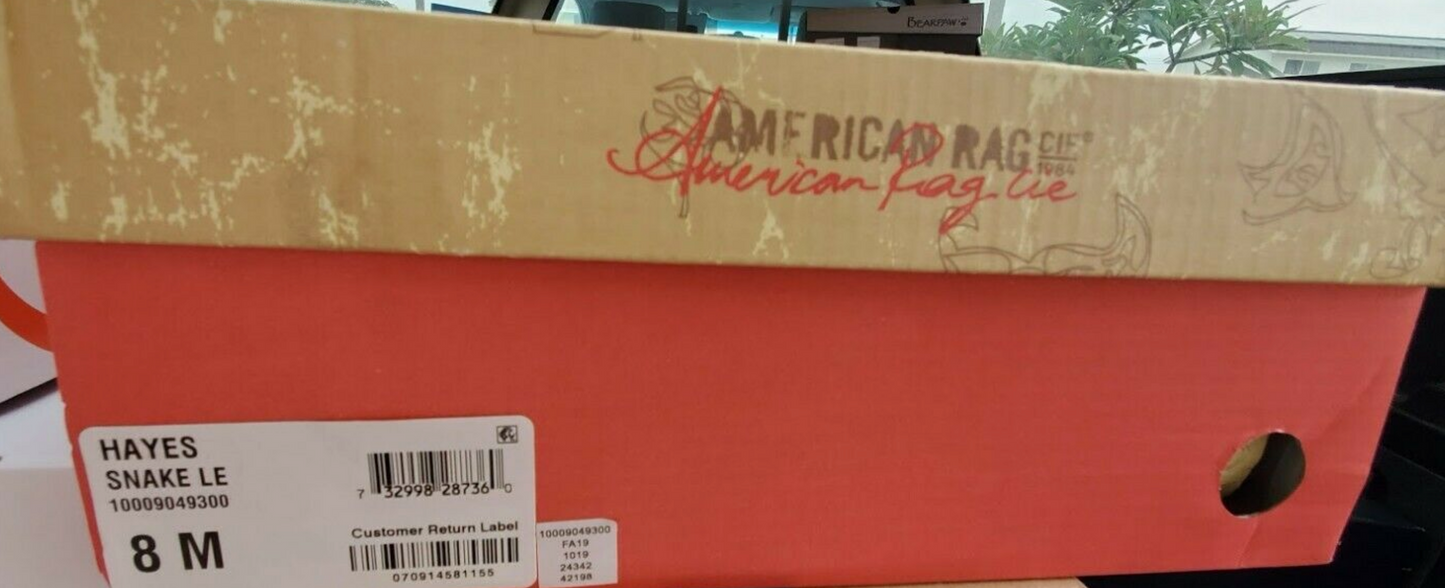 BEARPAW
AMERICAN RAG CIE®
1984
American Rag Cie
HAYES
SNAKE LE
10009049300
8 M
7 32998 28736 0
Customer Return Label
070914581155
10009049300
FA19
1019
24342
42198